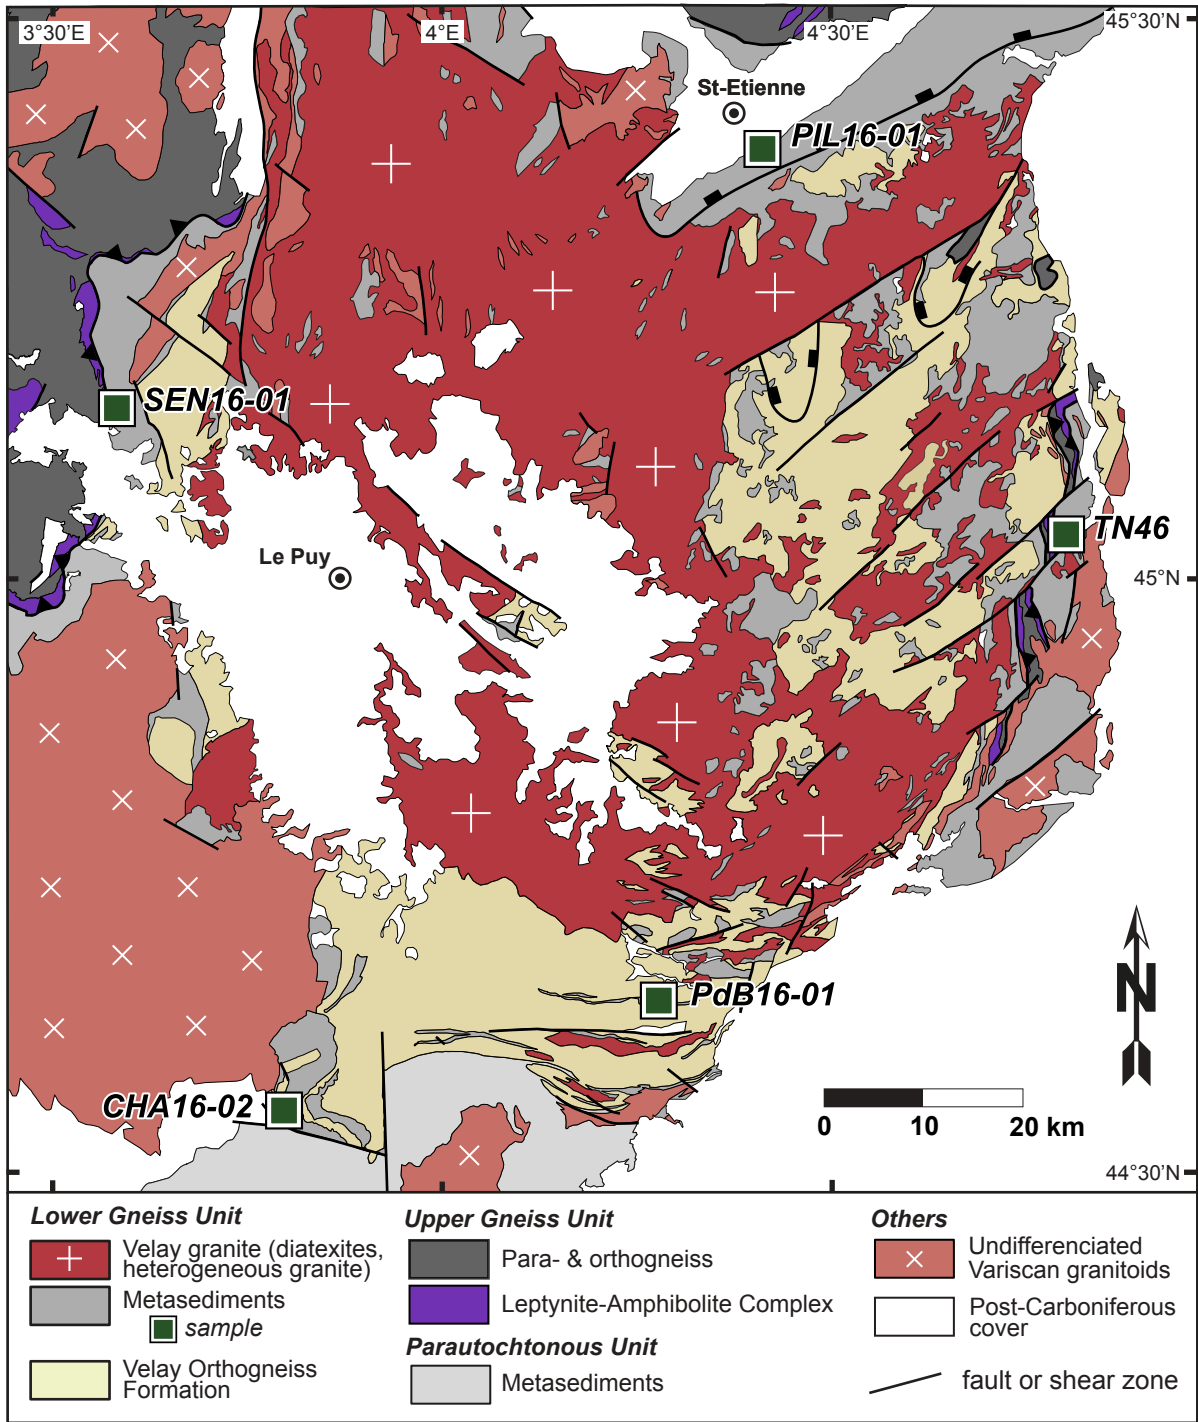 3°30'E
4°E
4°30'E
45°30'N
St-Etienne
PIL16-01
SEN16-01
TN46
Le Puy
45°N
PdB16-01
N
CHA16-02
0 10 20 km
44°30'N
Lower Gneiss Unit
Velay granite (diatexites,
heterogeneous granite)
Metasediments
sample
Velay Orthogneiss
Formation
Upper Gneiss Unit
Para- & orthogneiss
Leptynite-Amphibolite Complex
Parautochtonous Unit
Metasediments
Others
Undifferenciated
Variscan granitoids
Post-Carboniferous
cover
fault or shear zone